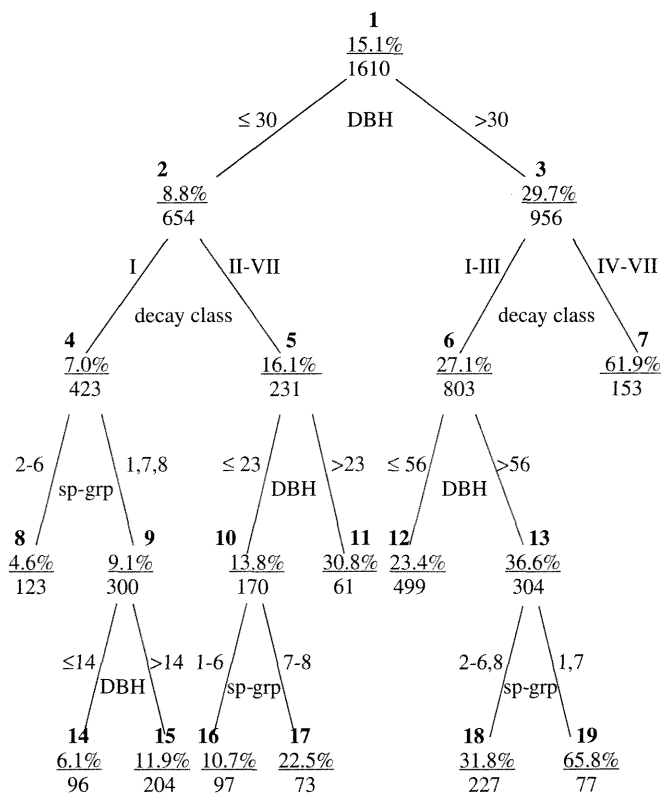 1
15.1%
1610
≤ 30 DBH >30
2 3
8.8% 29.7%
654 956
I II-VII I-III IV-VII
decay class decay class
4 5 6 7
7.0% 16.1% 27.1% 61.9%
423 231 803 153
2-6 1,7,8 ≤ 23 >23 ≤ 56 >56
sp-grp DBH DBH
8 9 10 11 12 13
4.6% 9.1% 13.8% 30.8% 23.4% 36.6%
123 300 170 61 499 304
≤14 >14 1-6 7-8 2-6,8 1,7
DBH sp-grp sp-grp
14 15 16 17 18 19
6.1% 11.9% 10.7% 22.5% 31.8% 65.8%
96 204 97 73 227 77